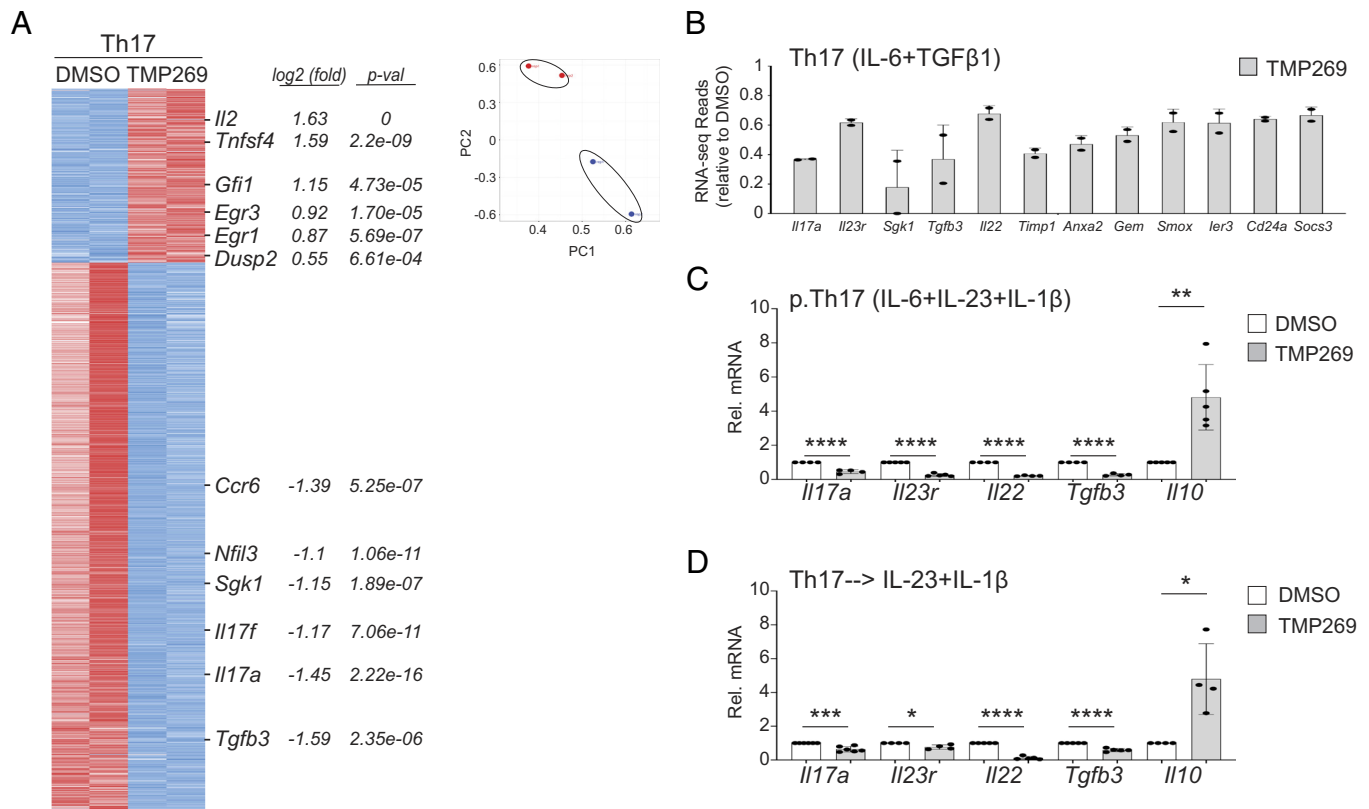 A
Th17
DMSO TMP269
log2 (fold) p-val
Il2 1.63 0
Tnfsf4 1.59 2.2e-09
Gfi1 1.15 4.73e-05
Egr3 0.92 1.70e-05
Egr1 0.87 5.69e-07
Dusp2 0.55 6.61e-04
Ccr6 -1.39 5.25e-07
Nfil3 -1.1 1.06e-11
Sgk1 -1.15 1.89e-07
Il17f -1.17 7.06e-11
Il17a -1.45 2.22e-16
Tgfb3 -1.59 2.35e-06
PC2
0.6
0.3
0
-0.3
-0.6
0.4 0.5 0.6
PC1
B
Th17 (IL-6+TGFβ1)
TMP269
RNA-seq Reads
(relative to DMSO)
1
0.8
0.6
0.4
0.2
0
Il17a Il23r Sgk1 Tgfb3 Il22 Timp1 Anxa2 Gem Smox Ier3 Cd24a Socs3
C
p.Th17 (IL-6+IL-23+IL-1β)
DMSO
TMP269
Rel. mRNA
10
8
6
4
2
0
**** **** **** **** **
Il17a Il23r Il22 Tgfb3 Il10
D
Th17--> IL-23+IL-1β
DMSO
TMP269
Rel. mRNA
10
8
6
4
2
0
*** * **** **** *
Il17a Il23r Il22 Tgfb3 Il10